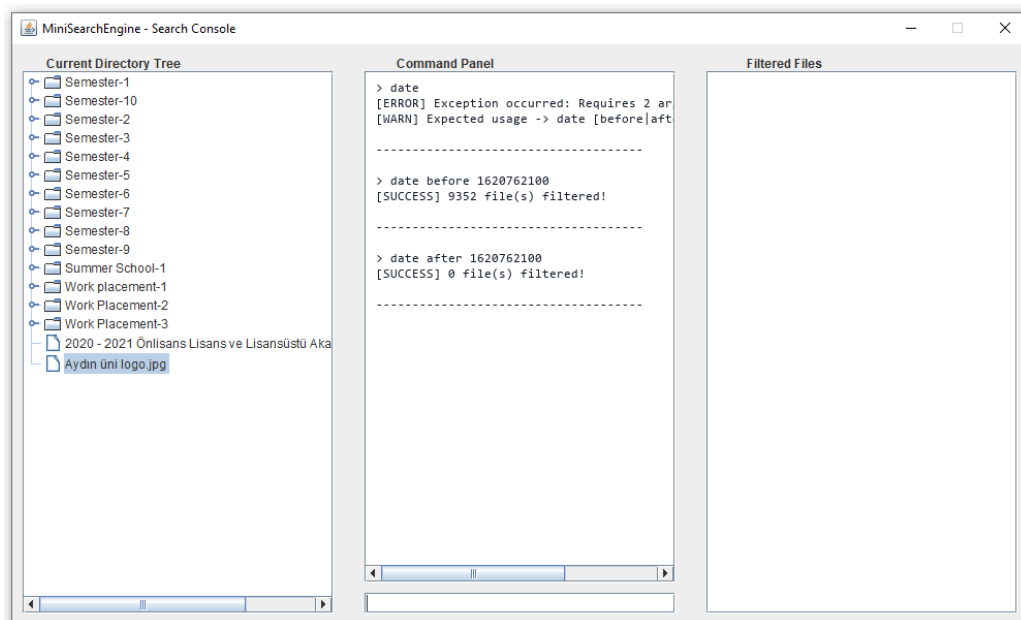 MiniSearchEngine - Search Console
Current Directory Tree
Semester-1
Semester-10
Semester-2
Semester-3
Semester-4
Semester-5
Semester-6
Semester-7
Semester-8
Semester-9
Summer School-1
Work placement-1
Work Placement-2
Work Placement-3
2020 - 2021 Önlisans Lisans ve Lisansüstü Aka
Aydın üni logo.jpg
Command Panel
> date
[ERROR] Exception occurred: Requires 2 ar
[WARN] Expected usage -> date [before|aft
-------------------------------------
> date before 1620762100
[SUCCESS] 9352 file(s) filtered!
-------------------------------------
> date after 1620762100
[SUCCESS] 0 file(s) filtered!
-------------------------------------
Filtered Files